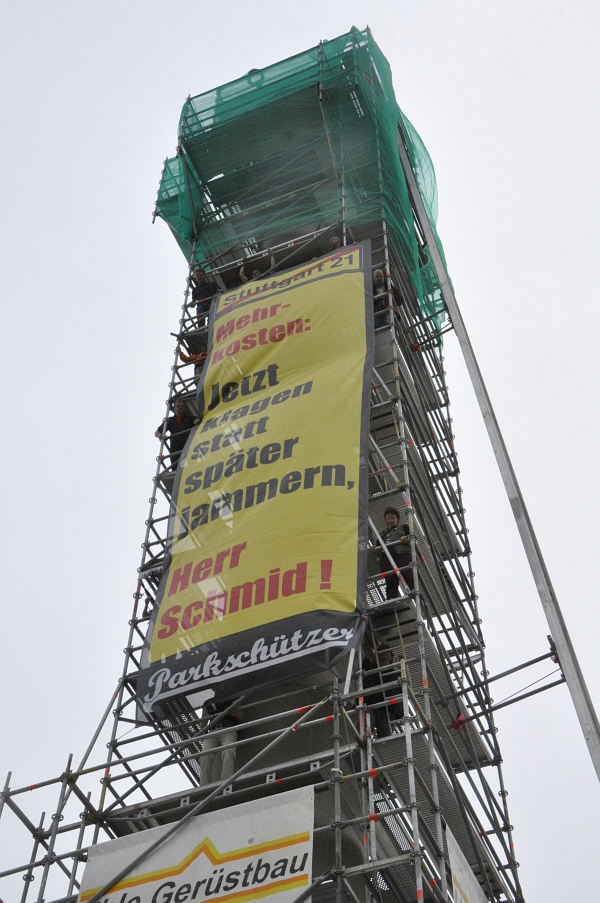 Stuttgart 21
Mehr-
kosten:
Jetzt
klagen
statt
später
jammern,
Herr
Schmid!
Parkschützer
Gerüstbau